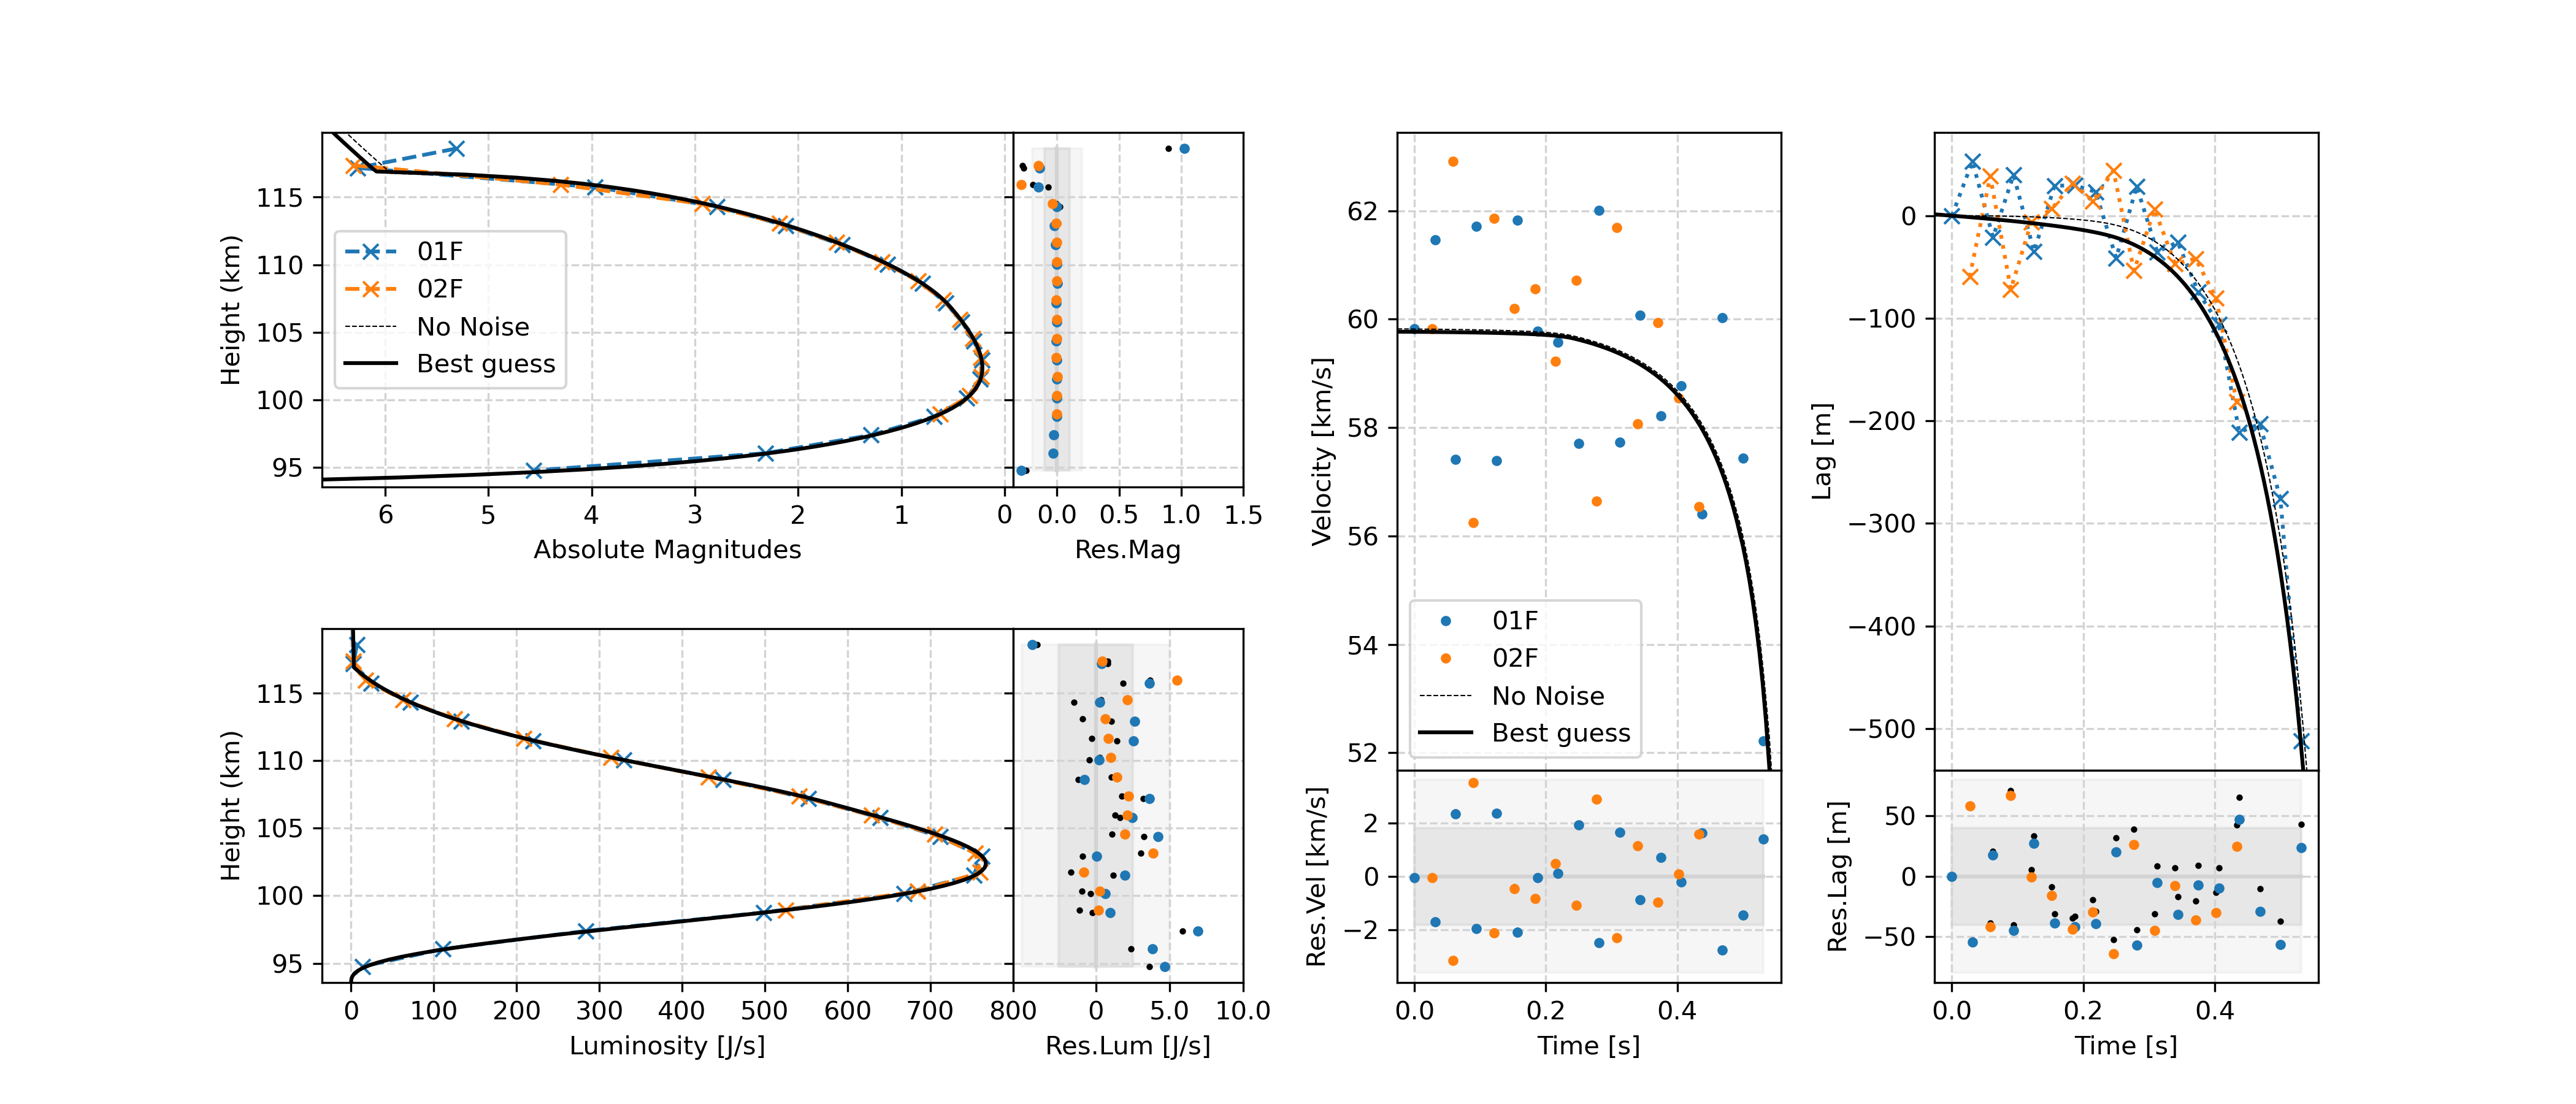 115
110
105
100
95
Height (km)
01F
02F
No Noise
Best guess
6 5 4 3 2 1 0 0.0 0.5 1.0 1.5
Absolute Magnitudes Res.Mag
115
110
105
100
95
Height (km)
0 100 200 300 400 500 600 700 800 0 5.0 10.0
Luminosity [J/s] Res.Lum [J/s]
62
60
58
56
54
52
Velocity [km/s]
01F
02F
No Noise
Best guess
2
0
−2
Res.Vel [km/s]
0.0 0.2 0.4
Time [s]
0
−100
−200
−300
−400
−500
Lag [m]
50
0
−50
Res.Lag [m]
0.0 0.2 0.4
Time [s]